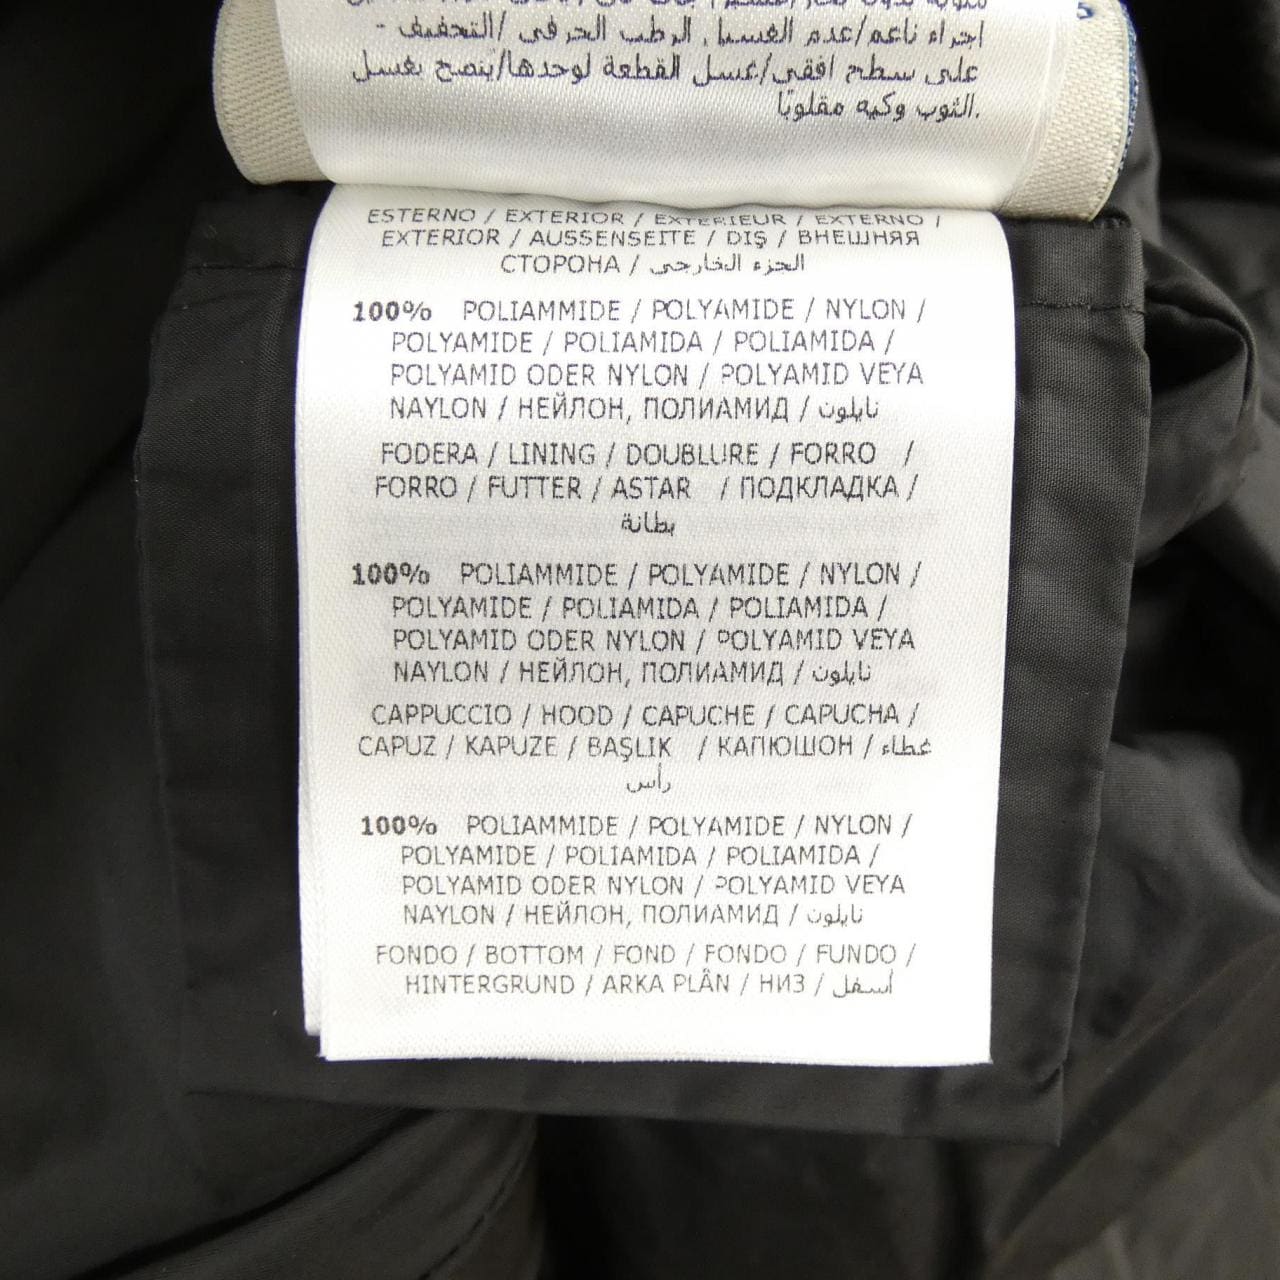 اجراء ناعم/عدم الغسيل الرطب الحرفي /التجفيف -
على سطح افقي/غسل القطعة لوحدها/ينصح بغسل
الثوب وكيه مقلوبًا.
ESTERNO / EXTERIOR / EXTERIEUR / EXTERNO /
EXTERIOR / AUSSENSEITE / DIŞ / ВНЕШНЯЯ
СТОРОНА / الجزء الخارجي
100% POLIAMMIDE / POLYAMIDE / NYLON /
POLYAMIDE / POLIAMIDA / POLIAMIDA /
POLYAMID ODER NYLON / POLYAMID VEYA
NAYLON / НЕЙЛОН, ПОЛИАМИД / نايلون
FODERA / LINING / DOUBLURE / FORRO /
FORRO / FUTTER / ASTAR / ПОДКЛАДКА /
بطانة
100% POLIAMMIDE / POLYAMIDE / NYLON /
POLYAMIDE / POLIAMIDA / POLIAMIDA /
POLYAMID ODER NYLON / POLYAMID VEYA
NAYLON / НЕЙЛОН, ПОЛИАМИД / نايلون
CAPPUCCIO / HOOD / CAPUCHE / CAPUCHA /
CAPUZ / KAPUZE / BAŞLIK / КАПЮШОН / غطاء
رأس
100% POLIAMMIDE / POLYAMIDE / NYLON /
POLYAMIDE / POLIAMIDA / POLIAMIDA /
POLYAMID ODER NYLON / POLYAMID VEYA
NAYLON / НЕЙЛОН, ПОЛИАМИД / نايلون
FONDO / BOTTOM / FOND / FONDO / FUNDO /
HINTERGRUND / ARKA PLÂN / НИЗ / أسفل